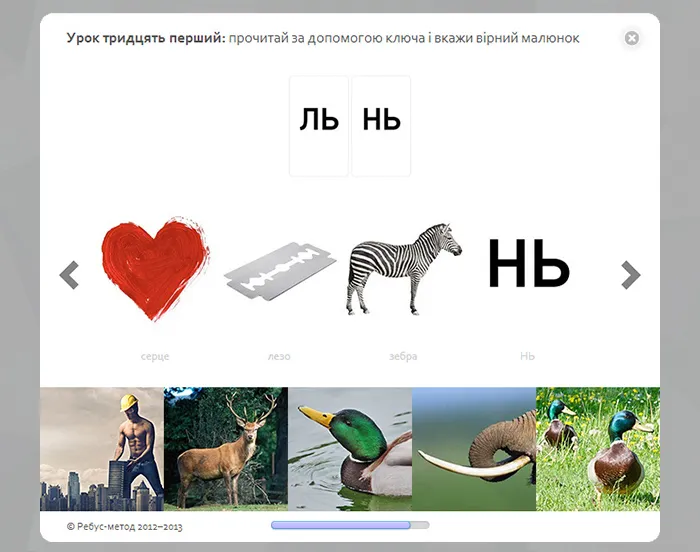 Урок тридцять перший: прочитай за допомогою ключа і вкажи вірний малюнок
ЛЬ НЬ
НЬ
серце лезо зебра НЬ
© Ребус-метод 2012–2013